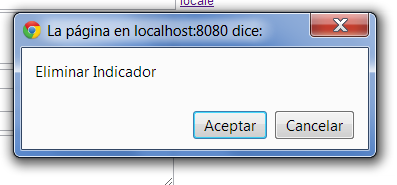 locale
La página en localhost:8080 dice:
Eliminar Indicador
Aceptar
Cancelar